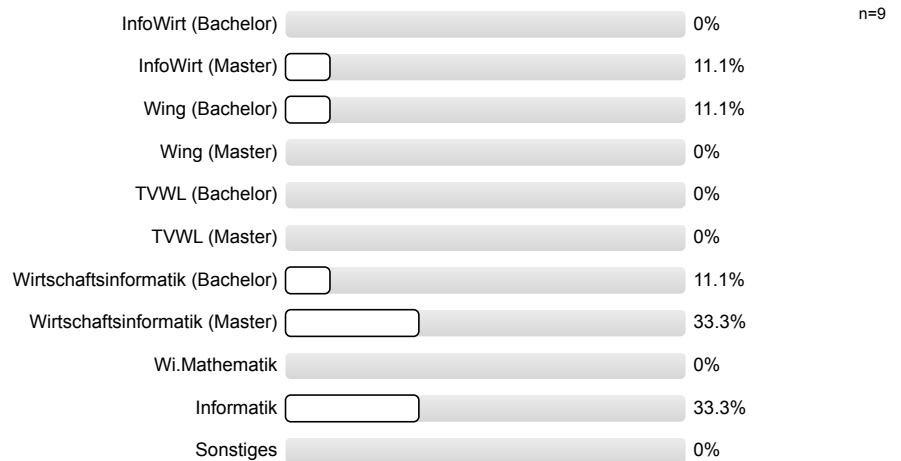 n=9
InfoWirt (Bachelor) 0%
InfoWirt (Master) 11.1%
Wing (Bachelor) 11.1%
Wing (Master) 0%
TVWL (Bachelor) 0%
TVWL (Master) 0%
Wirtschaftsinformatik (Bachelor) 11.1%
Wirtschaftsinformatik (Master) 33.3%
Wi.Mathematik 0%
Informatik 33.3%
Sonstiges 0%